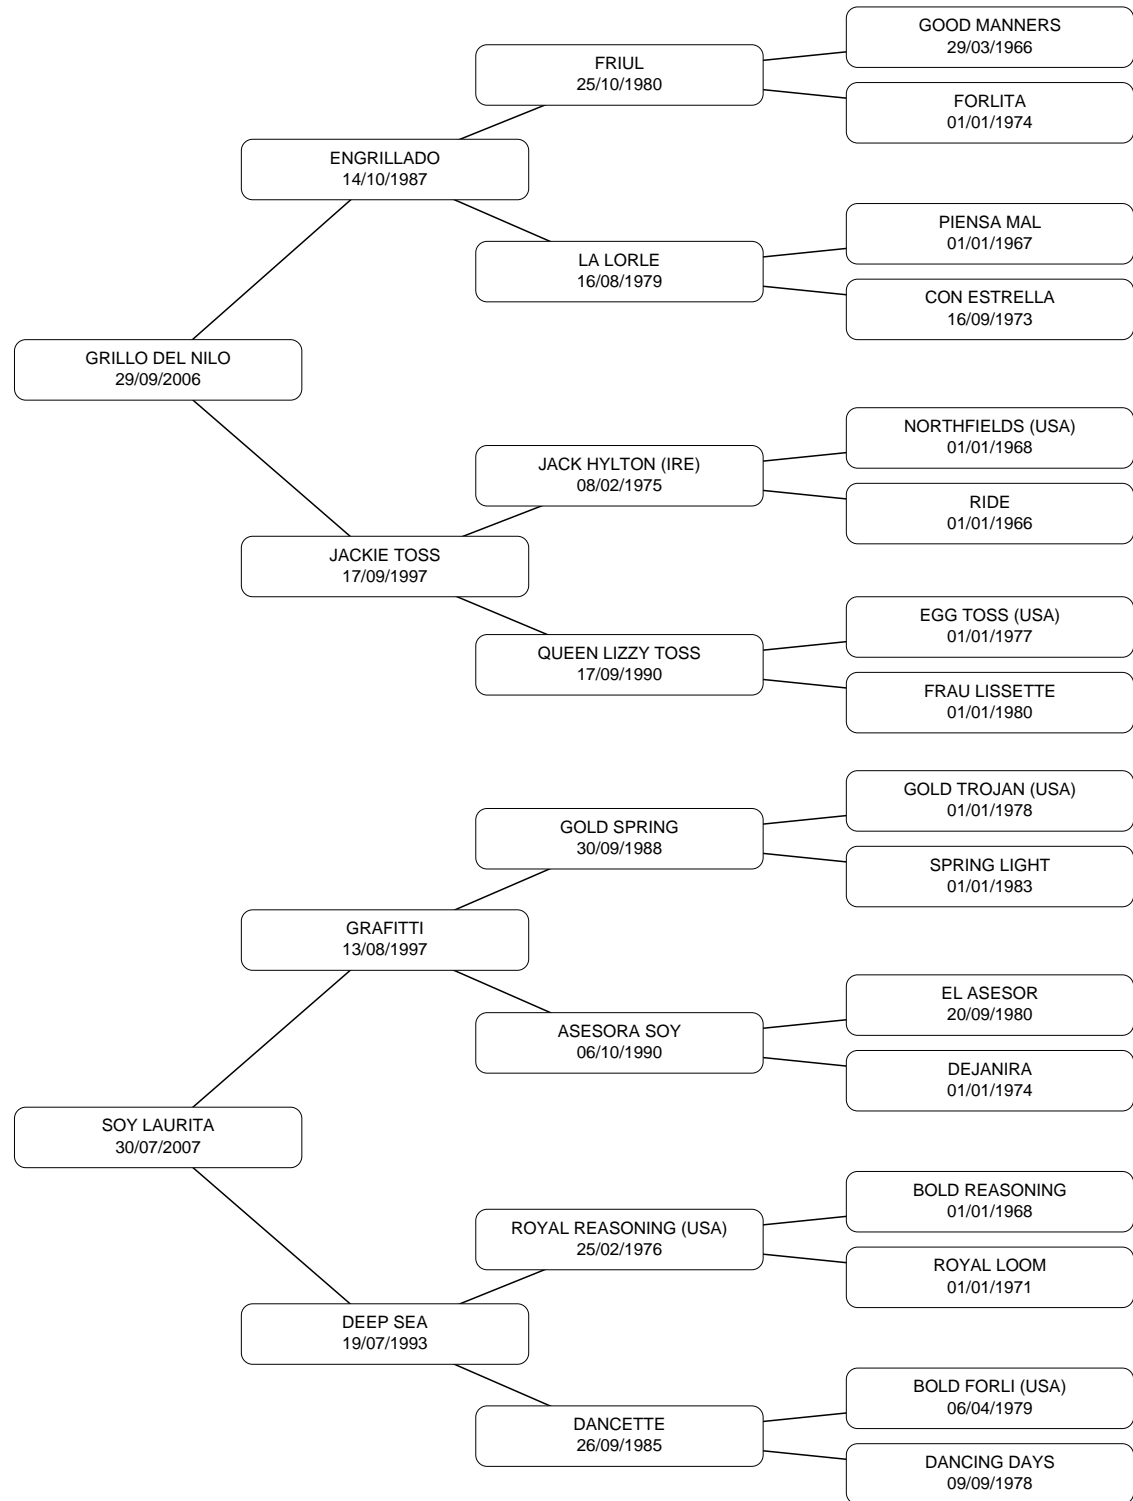 GOOD MANNERS
29/03/1966
FRIUL
25/10/1980
FORLITA
01/01/1974
ENGRILLADO
14/10/1987
PIENSA MAL
01/01/1967
LA LORLE
16/08/1979
CON ESTRELLA
16/09/1973
GRILLO DEL NILO
29/09/2006
NORTHFIELDS (USA)
01/01/1968
JACK HYLTON (IRE)
08/02/1975
RIDE
01/01/1966
JACKIE TOSS
17/09/1997
EGG TOSS (USA)
01/01/1977
QUEEN LIZZY TOSS
17/09/1990
FRAU LISSETTE
01/01/1980
GOLD TROJAN (USA)
01/01/1978
GOLD SPRING
30/09/1988
SPRING LIGHT
01/01/1983
GRAFITTI
13/08/1997
EL ASESOR
20/09/1980
ASESORA SOY
06/10/1990
DEJANIRA
01/01/1974
SOY LAURITA
30/07/2007
BOLD REASONING
01/01/1968
ROYAL REASONING (USA)
25/02/1976
ROYAL LOOM
01/01/1971
DEEP SEA
19/07/1993
BOLD FORLI (USA)
06/04/1979
DANCETTE
26/09/1985
DANCING DAYS
09/09/1978